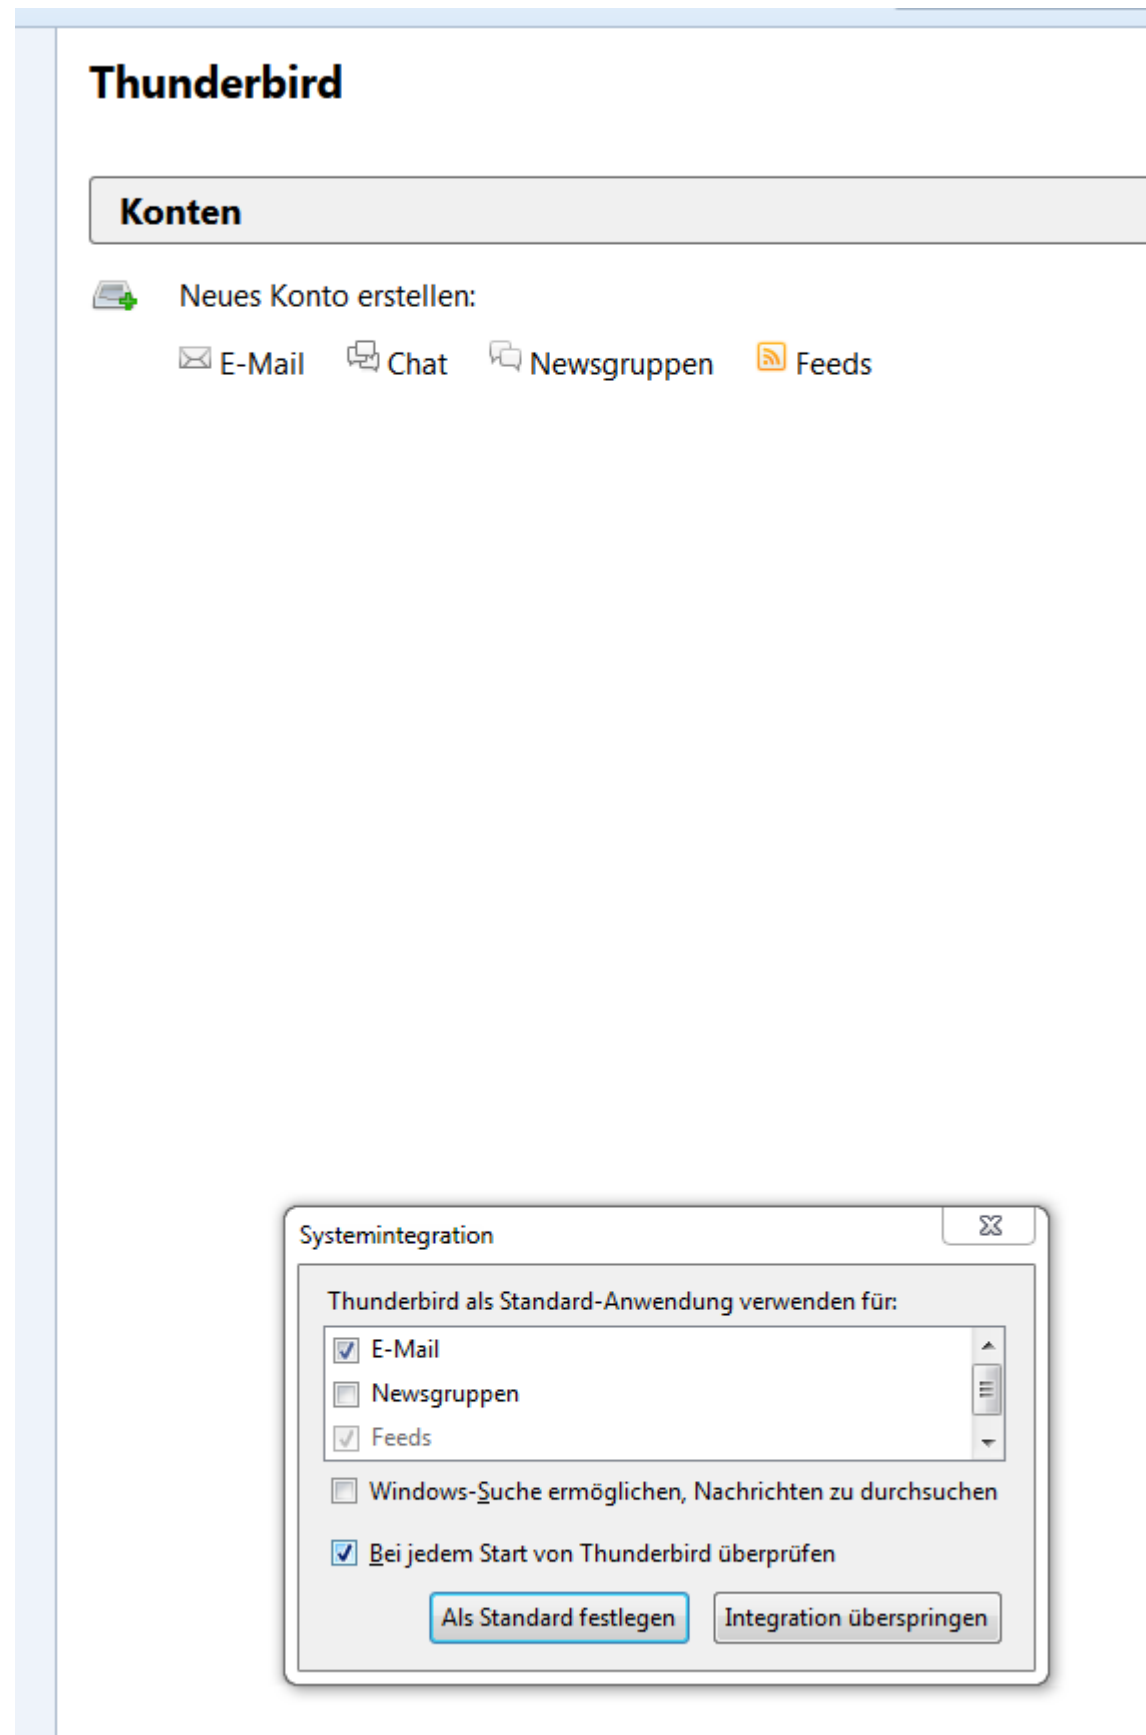 Thunderbird
Konten
Neues Konto erstellen:
E-Mail Chat Newsgruppen Feeds
Systemintegration
Thunderbird als Standard-Anwendung verwenden für:
E-Mail
Newsgruppen
Feeds
Windows-Suche ermöglichen, Nachrichten zu durchsuchen
Bei jedem Start von Thunderbird überprüfen
Als Standard festlegen Integration überspringen